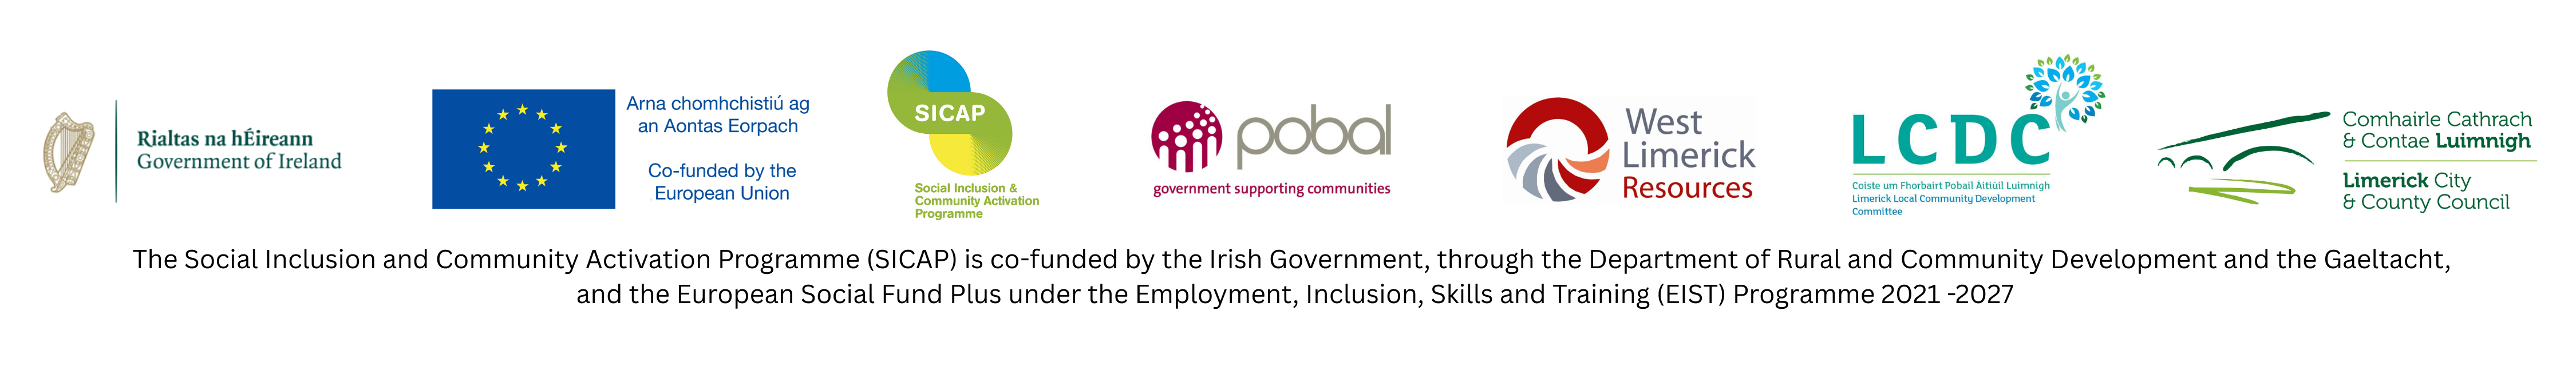 Rialtas na hÉireann
Government of Ireland
Arna chomhchistiú ag
an Aontas Eorpach
Co-funded by the
European Union
SICAP
Social Inclusion &
Community Activation
Programme
pobal
government supporting communities
West
Limerick
Resources
LCDC
Coiste um Fhorbairt Pobail Áitiúil Luimnigh
Limerick Local Community Development
Committee
Comhairle Cathrach
& Contae Luimnigh
Limerick City
& County Council
The Social Inclusion and Community Activation Programme (SICAP) is co-funded by the Irish Government, through the Department of Rural and Community Development and the Gaeltacht,
and the European Social Fund Plus under the Employment, Inclusion, Skills and Training (EIST) Programme 2021 -2027